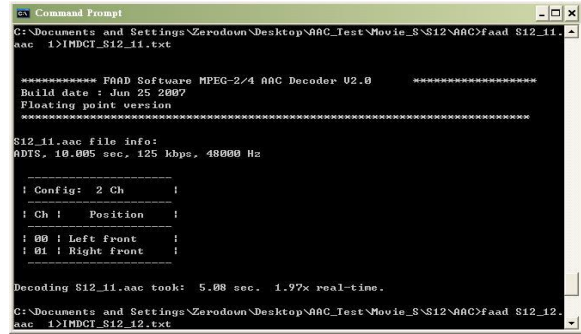 Command Prompt
C:\Documents and Settings\Zerodown\Desktop\AAC_Test\Movie_S\S12\AAC>faad S12_11.
aac 1>IMDCT_S12_11.txt
*********** FAAD Software MPEG-2/4 AAC Decoder V2.0 ******************
Build date : Jun 25 2007
Floating point version
**************************************************************************
S12_11.aac file info:
ADTS, 10.005 sec, 125 kbps, 48000 Hz
---------------------
| Config: 2 Ch |
---------------------
| Ch | Position |
---------------------
| 00 | Left front |
| 01 | Right front |
---------------------
Decoding S12_11.aac took: 5.08 sec. 1.97x real-time.
C:\Documents and Settings\Zerodown\Desktop\AAC_Test\Movie_S\S12\AAC>faad S12_12.
aac 1>IMDCT_S12_12.txt